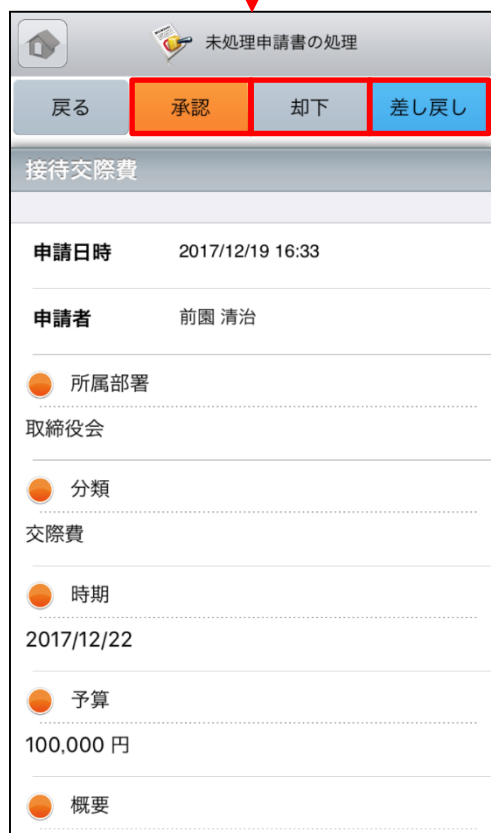 未処理申請書の処理
戻る 承認 却下 差し戻し
接待交際費
申請日時 2017/12/19 16:33
申請者 前園 清治
所属部署
取締役会
分類
交際費
時期
2017/12/22
予算
100,000 円
概要